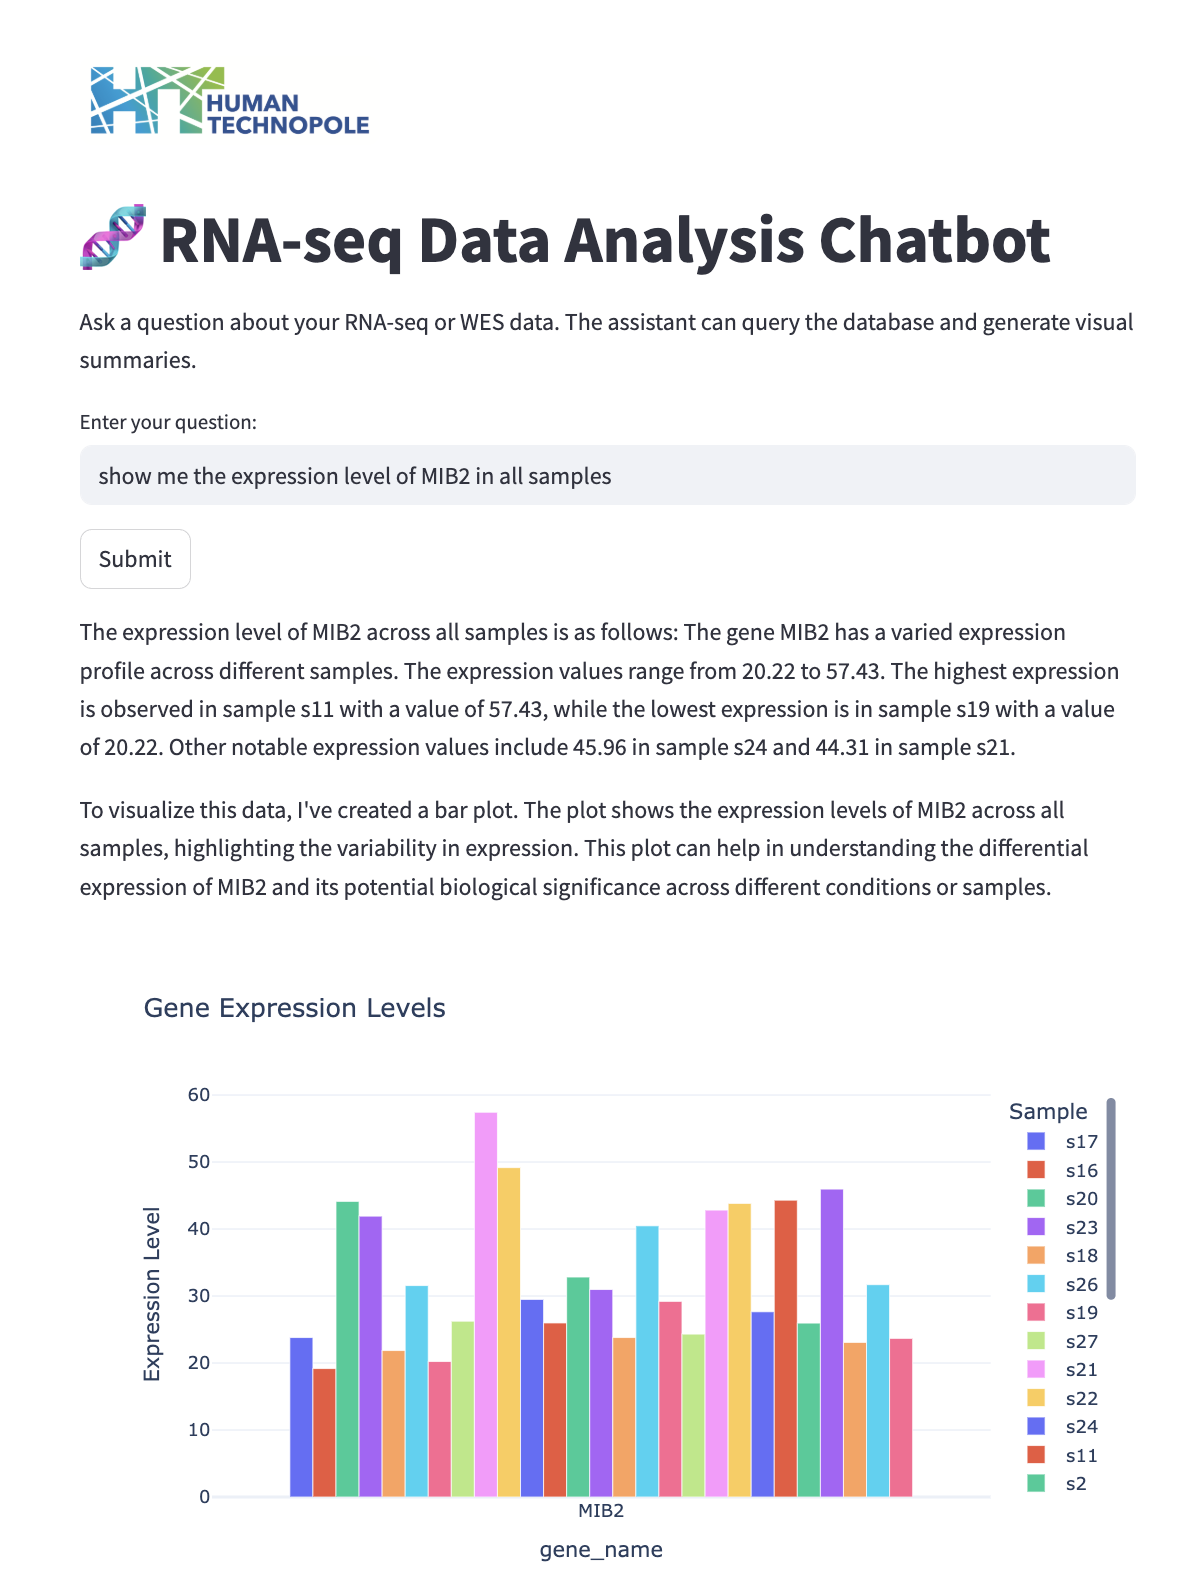 HUMAN
TECHNOPOLE
RNA-seq Data Analysis Chatbot
Ask a question about your RNA-seq or WES data. The assistant can query the database and generate visual
summaries.
Enter your question:
show me the expression level of MIB2 in all samples
Submit
The expression level of MIB2 across all samples is as follows: The gene MIB2 has a varied expression
profile across different samples. The expression values range from 20.22 to 57.43. The highest expression
is observed in sample s11 with a value of 57.43, while the lowest expression is in sample s19 with a value
of 20.22. Other notable expression values include 45.96 in sample s24 and 44.31 in sample s21.
To visualize this data, I've created a bar plot. The plot shows the expression levels of MIB2 across all
samples, highlighting the variability in expression. This plot can help in understanding the differential
expression of MIB2 and its potential biological significance across different conditions or samples.
Gene Expression Levels
60
50
40
30
20
10
0
Expression Level
MIB2
gene_name
Sample
s17
s16
s20
s23
s18
s26
s19
s27
s21
s22
s24
s11
s2